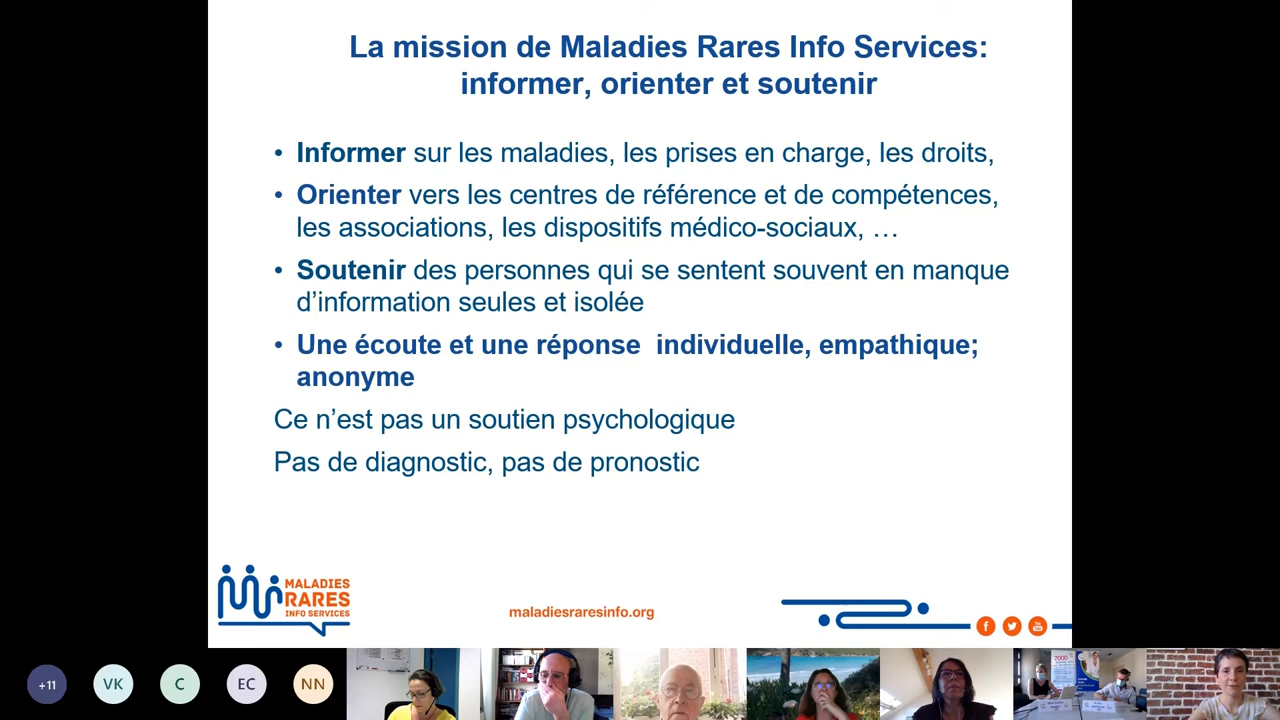 La mission de Maladies Rares Info Services:
informer, orienter et soutenir
• Informer sur les maladies, les prises en charge, les droits,
• Orienter vers les centres de référence et de compétences,
les associations, les dispositifs médico-sociaux, …
• Soutenir des personnes qui se sentent souvent en manque
d’information seules et isolée
• Une écoute et une réponse  individuelle, empathique;
anonyme
Ce n’est pas un soutien psychologique
Pas de diagnostic, pas de pronostic
MALADIES
RARES
INFO SERVICES
maladiesraresinfo.org
+11
VK
C
EC
NN
7000